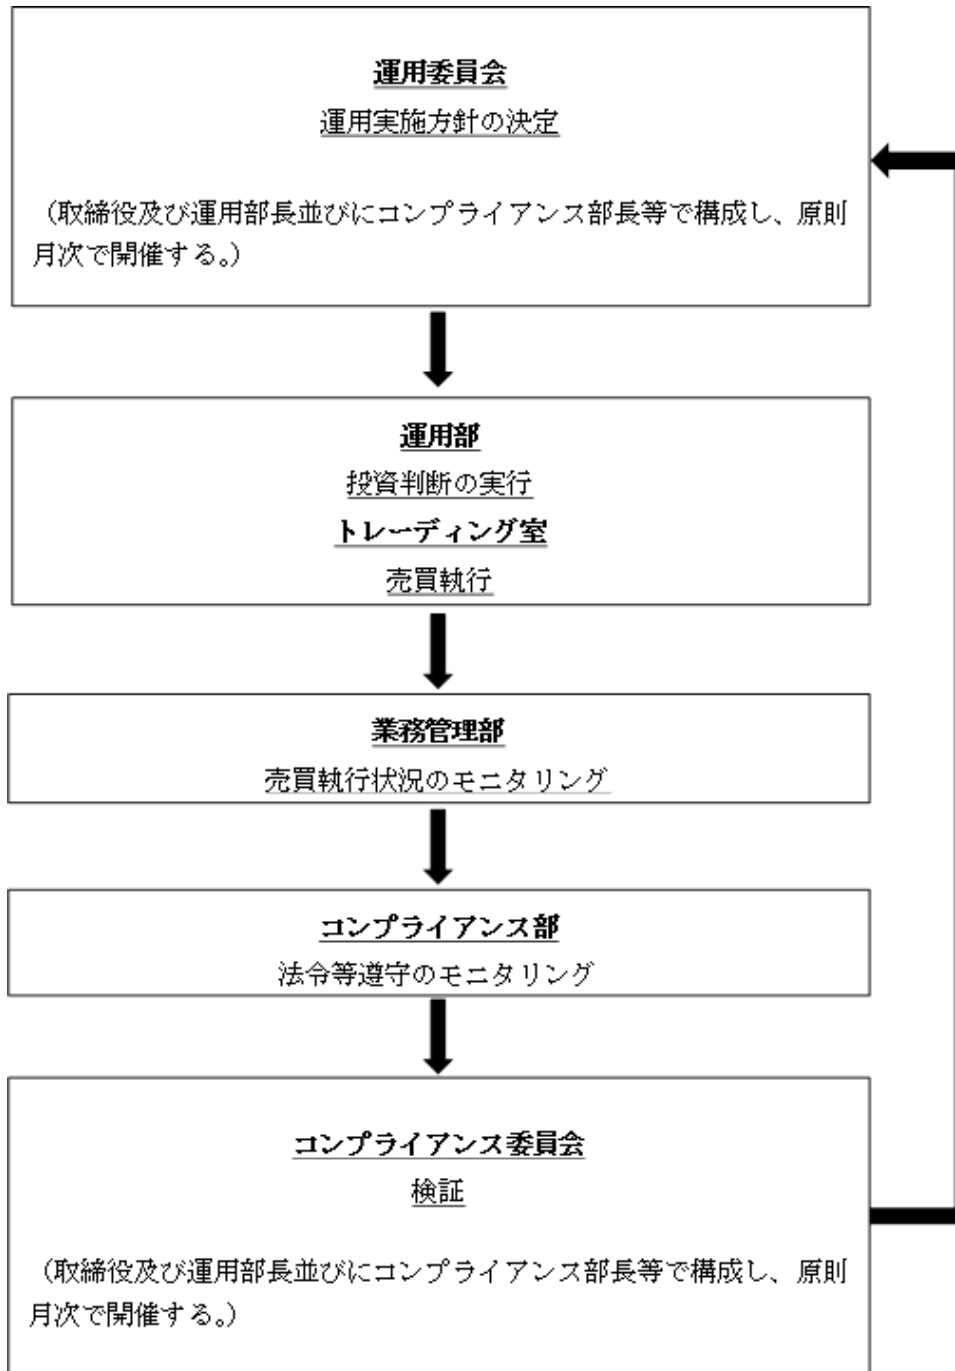 運用委員会
運用実施方針の決定
（取締役及び運用部長並びにコンプライアンス部長等で構成し、原則
月次で開催する。）
運用部
投資判断の実行
トレーディング室
売買執行
業務管理部
売買執行状況のモニタリング
コンプライアンス部
法令等遵守のモニタリング
コンプライアンス委員会
検証
（取締役及び運用部長並びにコンプライアンス部長等で構成し、原則
月次で開催する。）